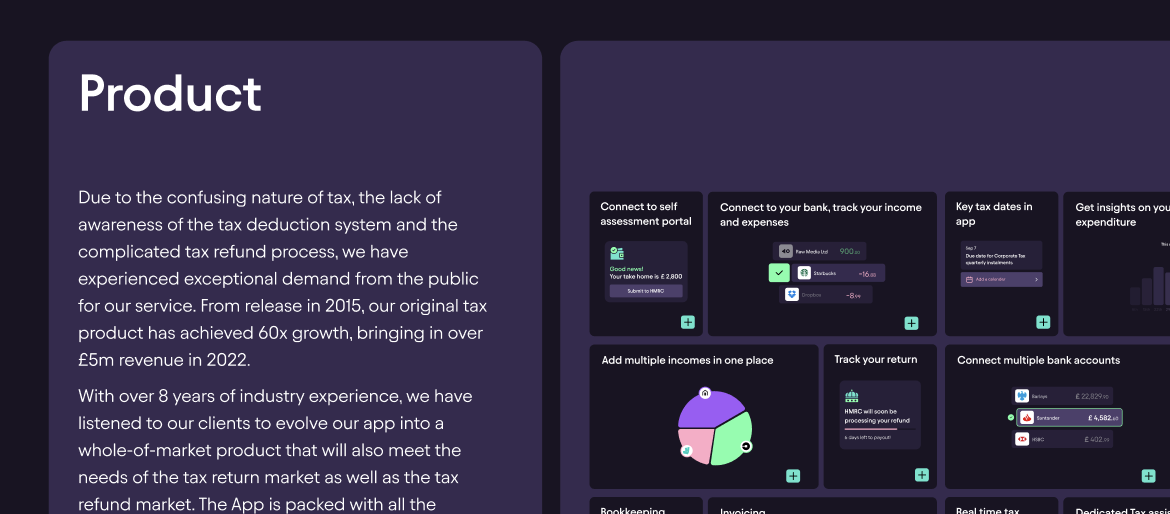 Product
Due to the confusing nature of tax, the lack of
awareness of the tax deduction system and the
complicated tax refund process, we have
experienced exceptional demand from the public
for our service. From release in 2015, our original tax
product has achieved 60x growth, bringing in over
£5m revenue in 2022.
With over 8 years of industry experience, we have
listened to our clients to evolve our app into a
whole-of-market product that will also meet the
needs of the tax return market as well as the tax
refund market. The App is packed with all the
Connect to self
assessment portal
Good news!
Your take home is £ 2,800
Submit to HMRC
Connect to your bank, track your income
and expenses
Raw Media Ltd
900.00
Starbucks
Dropbox
Key tax dates in
app
Sep 7
Due date for Corporate Tax
quarterly instalments
Add a calendar
Get insights on you
expenditure
This
Add multiple incomes in one place
Track your return
HMRC will soon be
processing your refund
6 days left to payout!
Connect multiple bank accounts
Barclays
£ 22,829
Santander
£ 4,582
HSBC
£ 402
Bookkeeping
Invoicing
Real time tax
Dedicated Tax assi